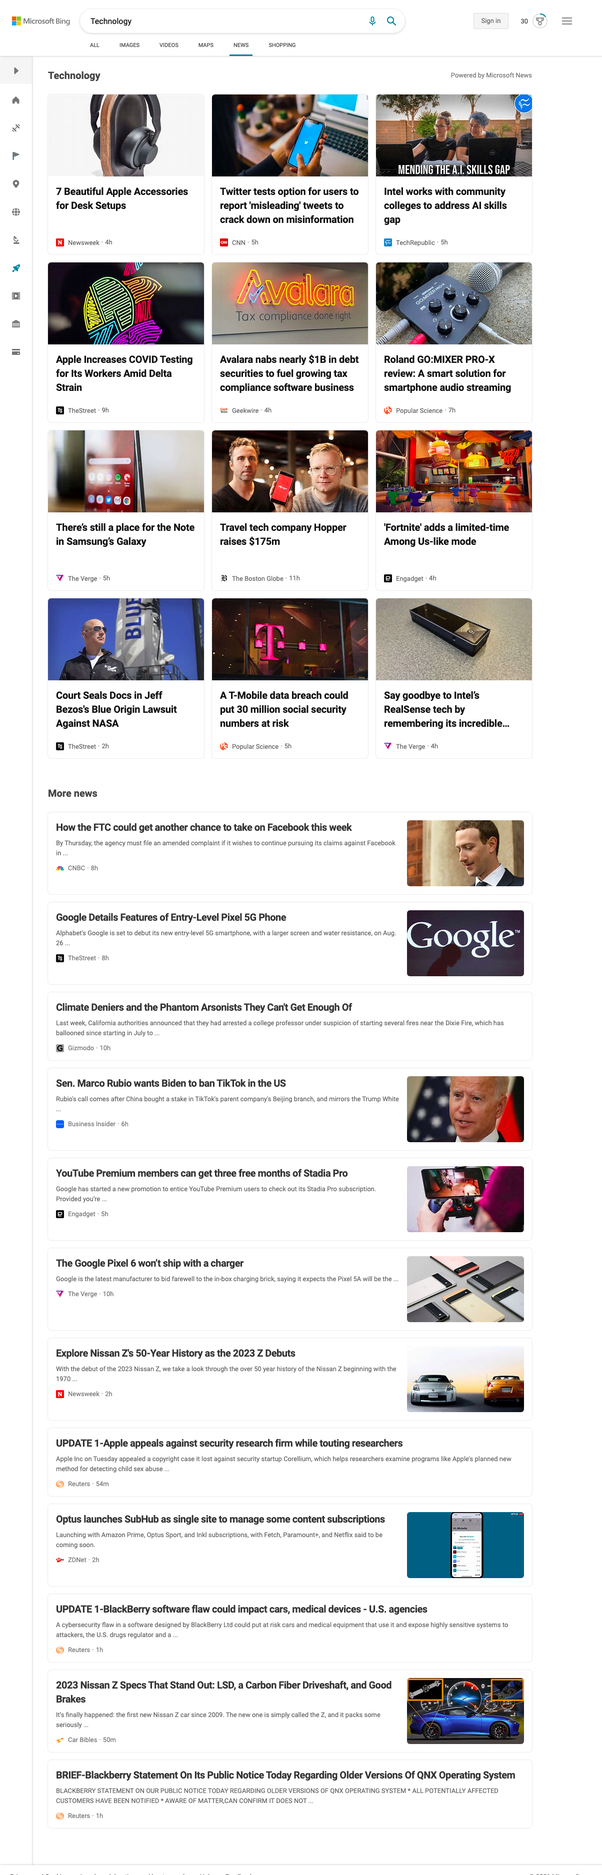 Microsoft Bing
Technology
Sign in
30
ALL
IMAGES
VIDEOS
MAPS
NEWS
SHOPPING
Technology
Powered by Microsoft News
MENDING THE A.I. SKILLS GAP
7 Beautiful Apple Accessories
for Desk Setups
Newsweek · 4h
Twitter tests option for users to
report 'misleading' tweets to
crack down on misinformation
CNN · 5h
Intel works with community
colleges to address AI skills
gap
TechRepublic · 5h
Avalara
Tax compliance done right
Apple Increases COVID Testing
for Its Workers Amid Delta
Strain
TheStreet · 9h
Avalara nabs nearly $1B in debt
securities to fuel growing tax
compliance software business
Geekwire · 4h
Roland GO:MIXER PRO-X
review: A smart solution for
smartphone audio streaming
Popular Science · 7h
There's still a place for the Note
in Samsung's Galaxy
The Verge · 5h
Travel tech company Hopper
raises $175m
The Boston Globe · 11h
'Fortnite' adds a limited-time
Among Us-like mode
Engadget · 4h
BLUE
T
Court Seals Docs in Jeff
Bezos's Blue Origin Lawsuit
Against NASA
TheStreet · 2h
A T-Mobile data breach could
put 30 million social security
numbers at risk
Popular Science · 5h
Say goodbye to Intel's
RealSense tech by
remembering its incredible...
The Verge · 4h
More news
How the FTC could get another chance to take on Facebook this week
By Thursday, the agency must file an amended complaint if it wishes to continue pursuing its claims against Facebook
in ...
CNBC · 8h
Google Details Features of Entry-Level Pixel 5G Phone
Alphabet's Google is set to debut its new entry-level 5G smartphone, with a larger screen and water resistance, on Aug.
26 ...
TheStreet · 8h
Google™
Climate Deniers and the Phantom Arsonists They Can't Get Enough Of
Last week, California authorities announced that they had arrested a college professor under suspicion of starting several fires near the Dixie Fire, which has
ballooned since starting in July to ...
Gizmodo · 10h
Sen. Marco Rubio wants Biden to ban TikTok in the US
Rubio's call comes after China bought a stake in TikTok's parent company's Beijing branch, and mirrors the Trump White
...
Business Insider · 6h
YouTube Premium members can get three free months of Stadia Pro
Google has started a new promotion to entice YouTube Premium users to check out its Stadia Pro subscription.
Provided you're ...
Engadget · 5h
The Google Pixel 6 won't ship with a charger
Google is the latest manufacturer to bid farewell to the in-box charging brick, saying it expects the Pixel 5A will be the ...
The Verge · 10h
Explore Nissan Z's 50-Year History as the 2023 Z Debuts
With the debut of the 2023 Nissan Z, we take a look through the over 50 year history of the Nissan Z beginning with the
1970 ...
Newsweek · 2h
UPDATE 1-Apple appeals against security research firm while touting researchers
Apple Inc on Tuesday appealed a copyright case it lost against security startup Corellium, which helps researchers examine programs like Apple's planned new
method for detecting child sex abuse ...
Reuters · 54m
Optus launches SubHub as single site to manage some content subscriptions
Launching with Amazon Prime, Optus Sport, and Inkl subscriptions, with Fetch, Paramount+, and Netflix said to be
coming soon.
ZDNet · 2h
UPDATE 1-BlackBerry software flaw could impact cars, medical devices - U.S. agencies
A cybersecurity flaw in a software designed by BlackBerry Ltd could put at risk cars and medical equipment that use it and expose highly sensitive systems to
attackers, the U.S. drugs regulator and a ...
Reuters · 1h
2023 Nissan Z Specs That Stand Out: LSD, a Carbon Fiber Driveshaft, and Good
Brakes
It's finally happened: the first new Nissan Z car since 2009. The new one is simply called the Z, and it packs some
seriously ...
Car Bibles · 50m
BRIEF-Blackberry Statement On Its Public Notice Today Regarding Older Versions Of QNX Operating System
BLACKBERRY STATEMENT ON OUR PUBLIC NOTICE TODAY REGARDING OLDER VERSIONS OF QNX OPERATING SYSTEM * ALL POTENTIALLY AFFECTED
CUSTOMERS HAVE BEEN NOTIFIED * AWARE OF MATTER,CAN CONFIRM IT DOES NOT ...
Reuters · 1h